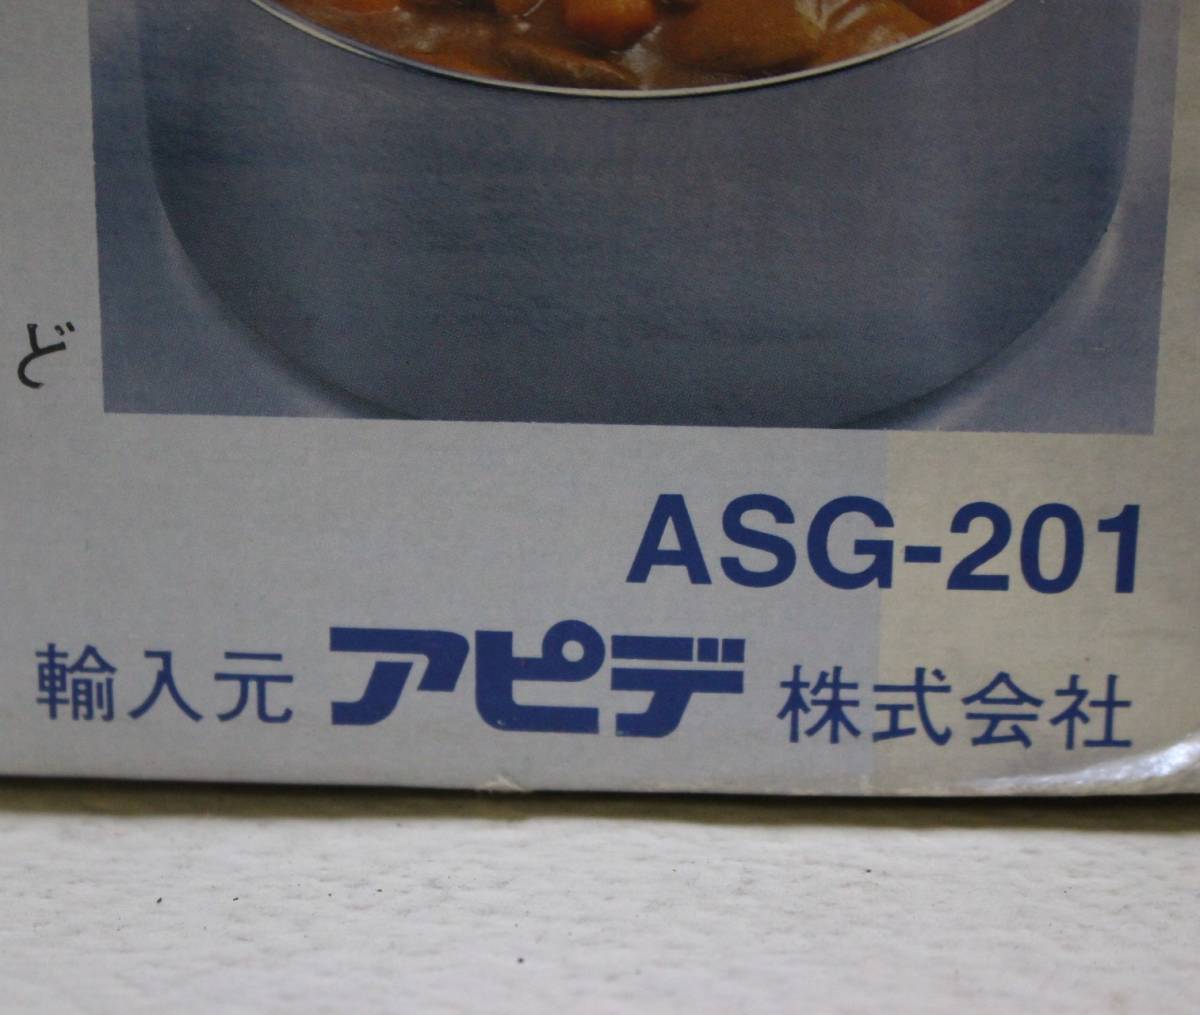 ど
ASG-201
輸入元 アピデ 株式会社